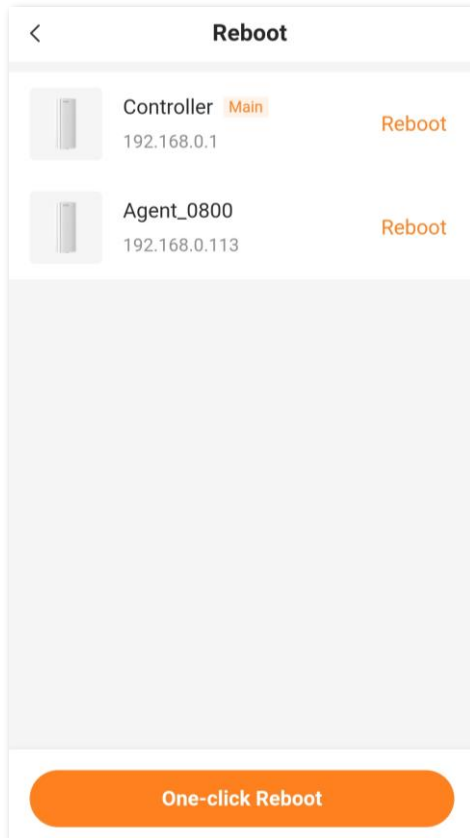 Reboot
Controller Main
192.168.0.1
Reboot
Agent_0800
192.168.0.113
Reboot
One-click Reboot